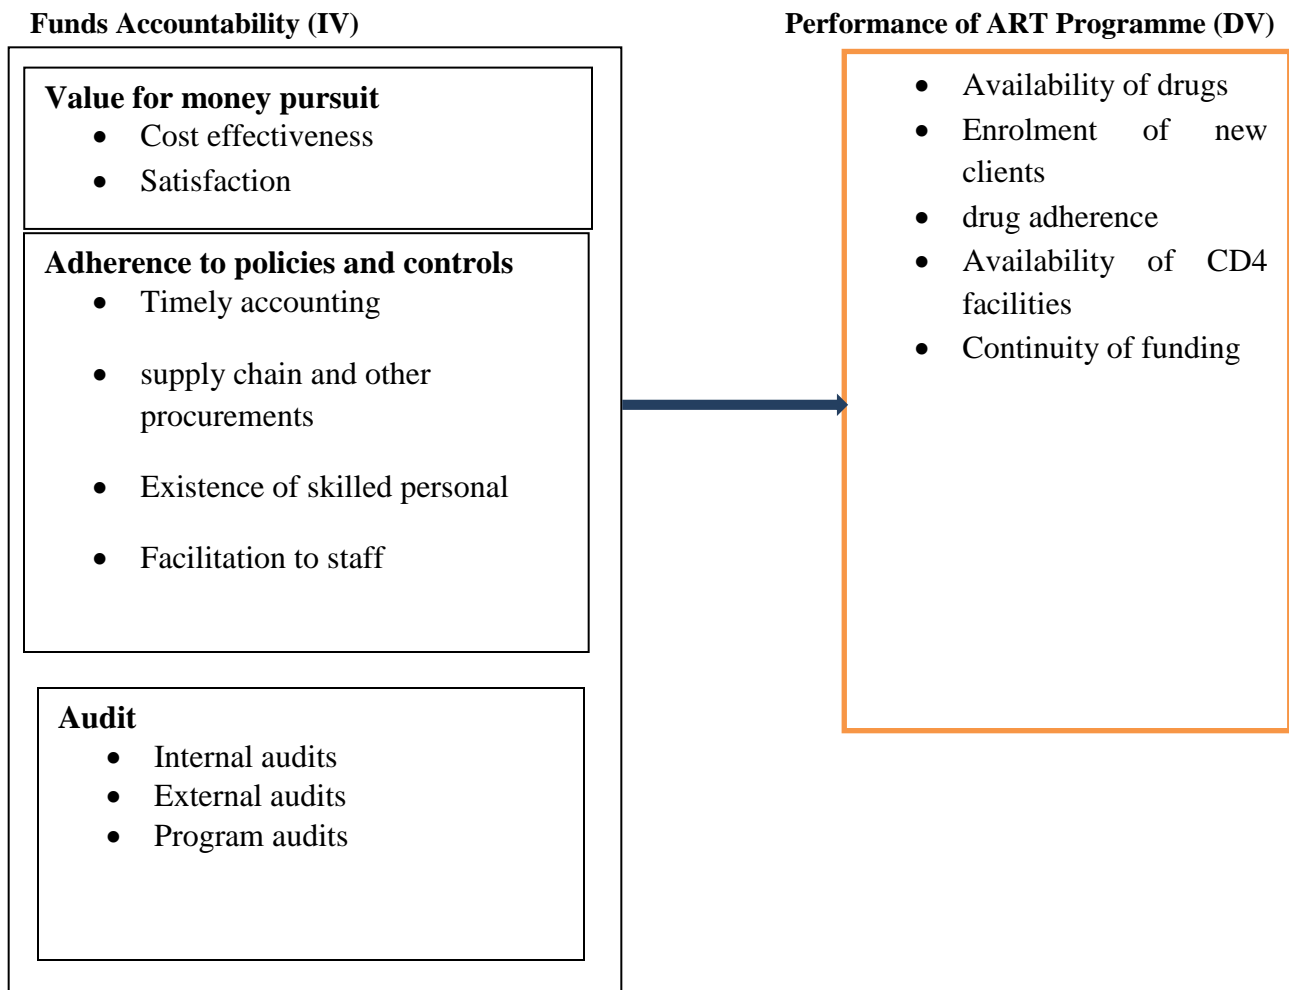 Funds Accountability (IV)
Performance of ART Programme (DV)
Value for money pursuit
• Cost effectiveness
• Satisfaction
Adherence to policies and controls
• Timely accounting
• supply chain and other
procurements
• Existence of skilled personal
• Facilitation to staff
Audit
• Internal audits
• External audits
• Program audits
• Availability of drugs
• Enrolment of new
clients
• drug adherence
• Availability of CD4
facilities
• Continuity of funding